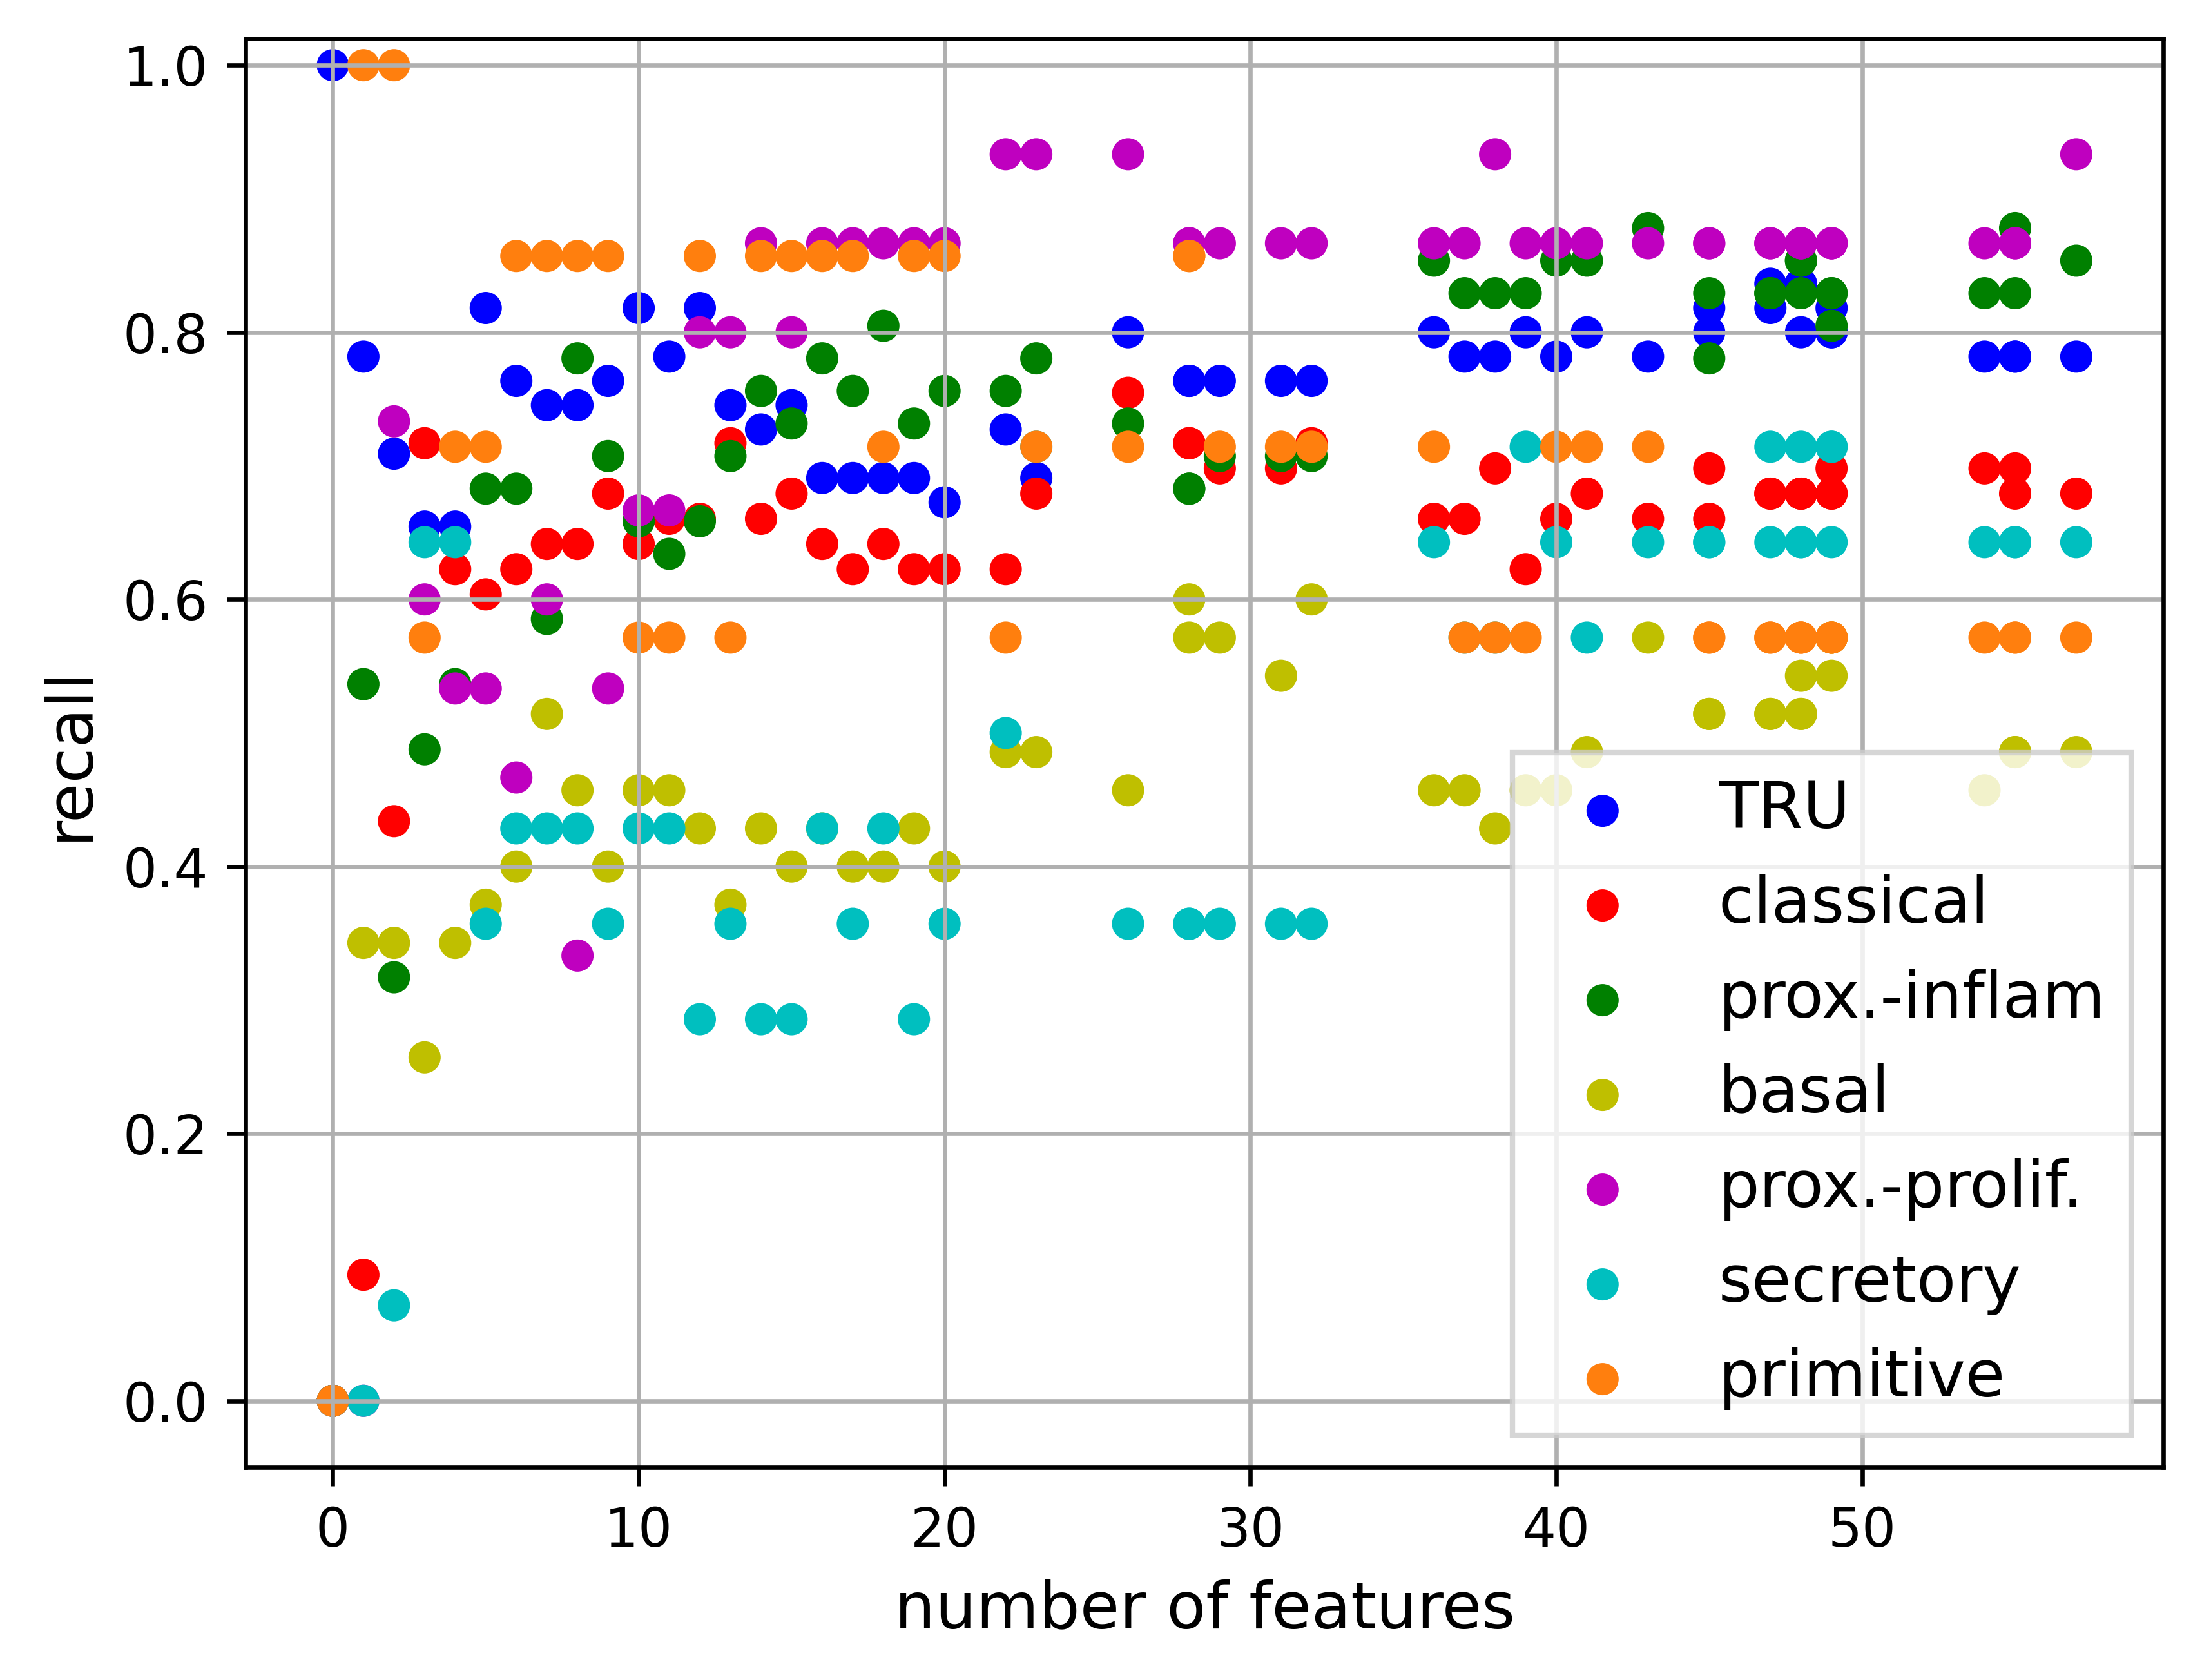 1.0
0.8
0.6
0.4
0.2
0.0
recall
TRU
classical
prox.-inflam
basal
prox.-prolif.
secretory
primitive
0 10 20 30 40 50
number of features